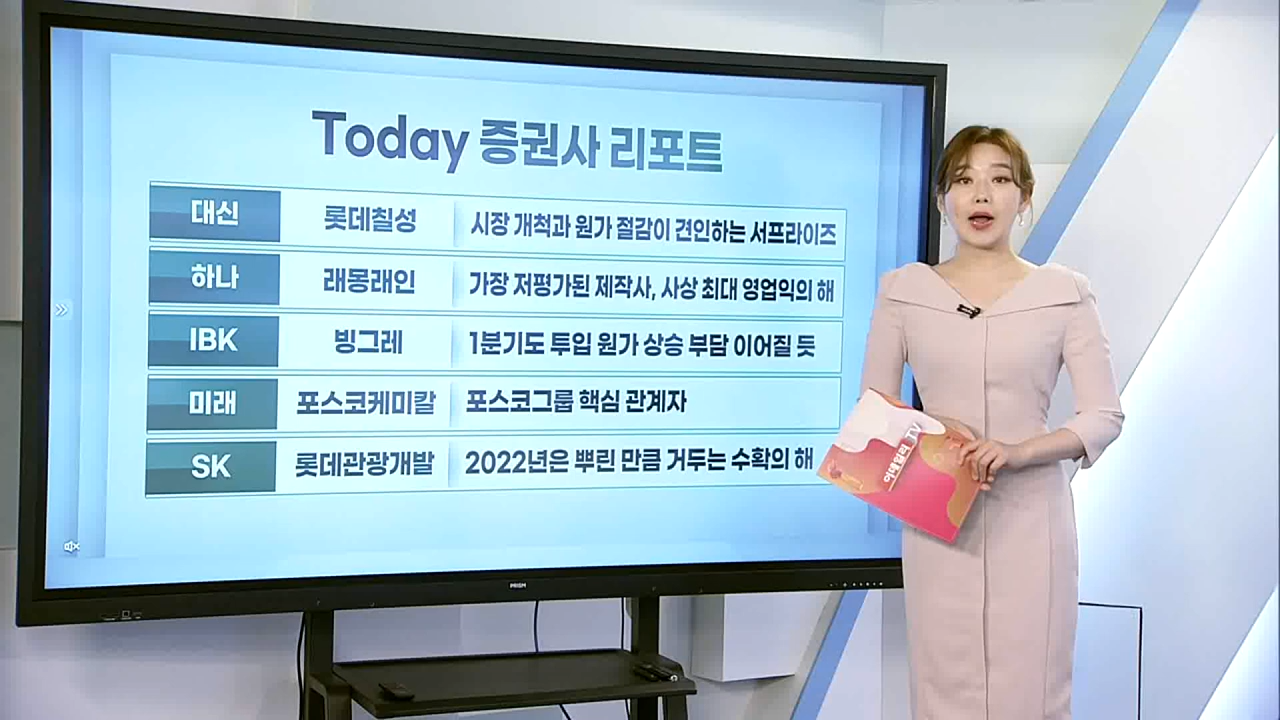 Today 증권사 리포트
대신 롯데칠성 시장 개척과 원가 절감이 견인하는 서프라이즈
하나 래몽래인 가장 저평가된 제작사, 사상 최대 영업익의 해
IBK 빙그레 1분기도 투입 원가 상승 부담 이어질 듯
미래 포스코케미칼 포스코그룹 핵심 관계자
SK 롯데관광개발 2022년은 뿌린 만큼 거두는 수확의 해
이데일리 TV
PRISM